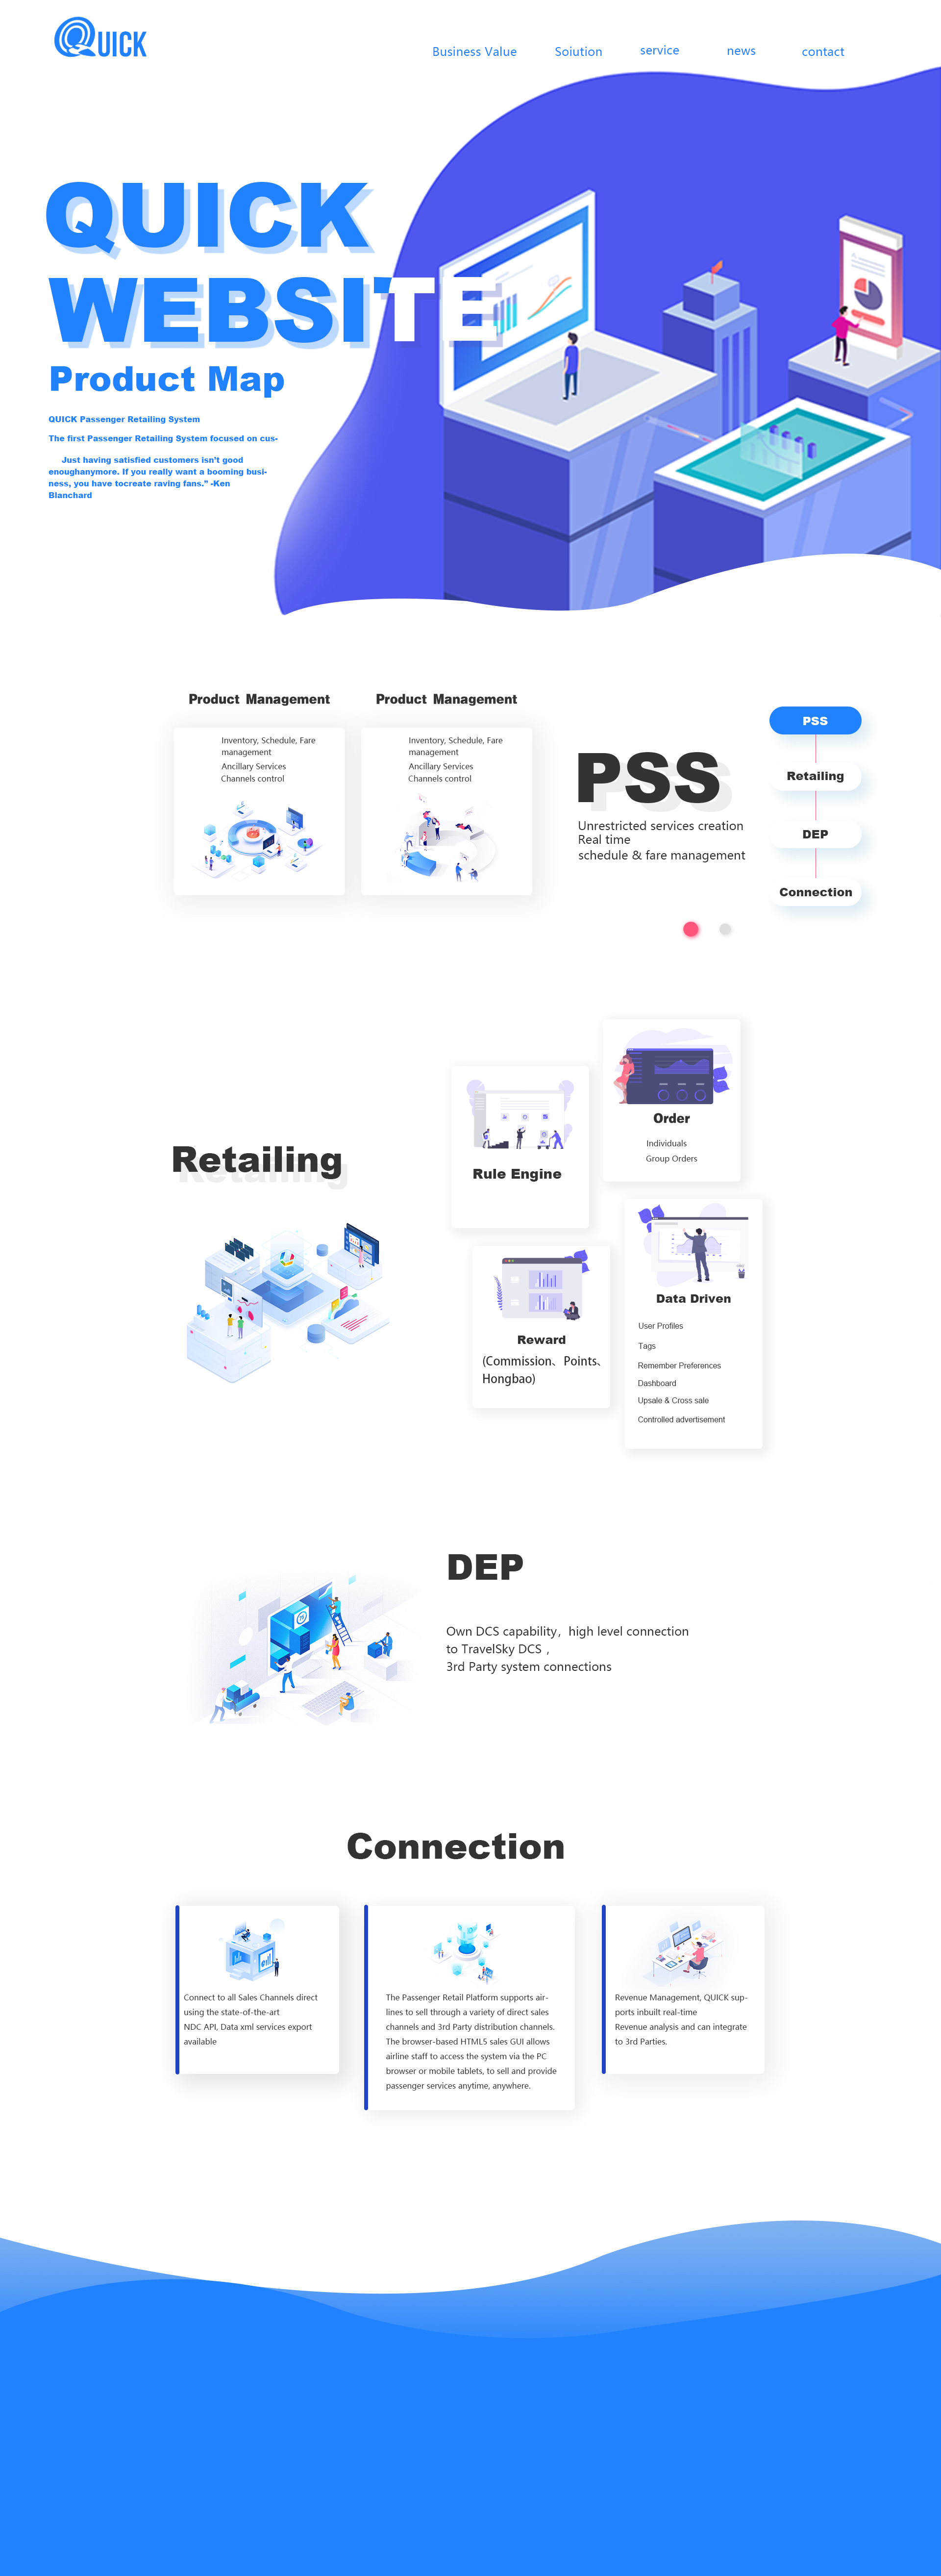 QUICK
Business Value
Soiution
service
news
contact
QUICK
WEBSITE
Product Map
QUICK Passenger Retailing System
The first Passenger Retailing System focused on cus-
Just having satisfied customers isn't good
enoughanymore. If you really want a booming busi-
ness, you have tocreate raving fans.” -Ken
Blanchard
Product Management
Inventory, Schedule, Fare
management
Ancillary Services
Channels control
Product Management
Inventory, Schedule, Fare
management
Ancillary Services
Channels control
PSS
Unrestricted services creation
Real time
schedule & fare management
PSS
Retailing
DEP
Connection
Retailing
Rule Engine
Order
Individuals
Group Orders
Reward
(Commission、Points、
Hongbao)
Data Driven
User Profiles
Tags
Remember Preferences
Dashboard
Upsale & Cross sale
Controlled advertisement
DEP
Own DCS capability，high level connection
to TravelSky DCS ，
3rd Party system connections
Connection
Connect to all Sales Channels direct
using the state-of-the-art
NDC API, Data xml services export
available
The Passenger Retail Platform supports air-
lines to sell through a variety of direct sales
channels and 3rd Party distribution channels.
The browser-based HTML5 sales GUI allows
airline staff to access the system via the PC
browser or mobile tablets, to sell and provide
passenger services anytime, anywhere.
Revenue Management, QUICK sup-
ports inbuilt real-time
Revenue analysis and can integrate
to 3rd Parties.